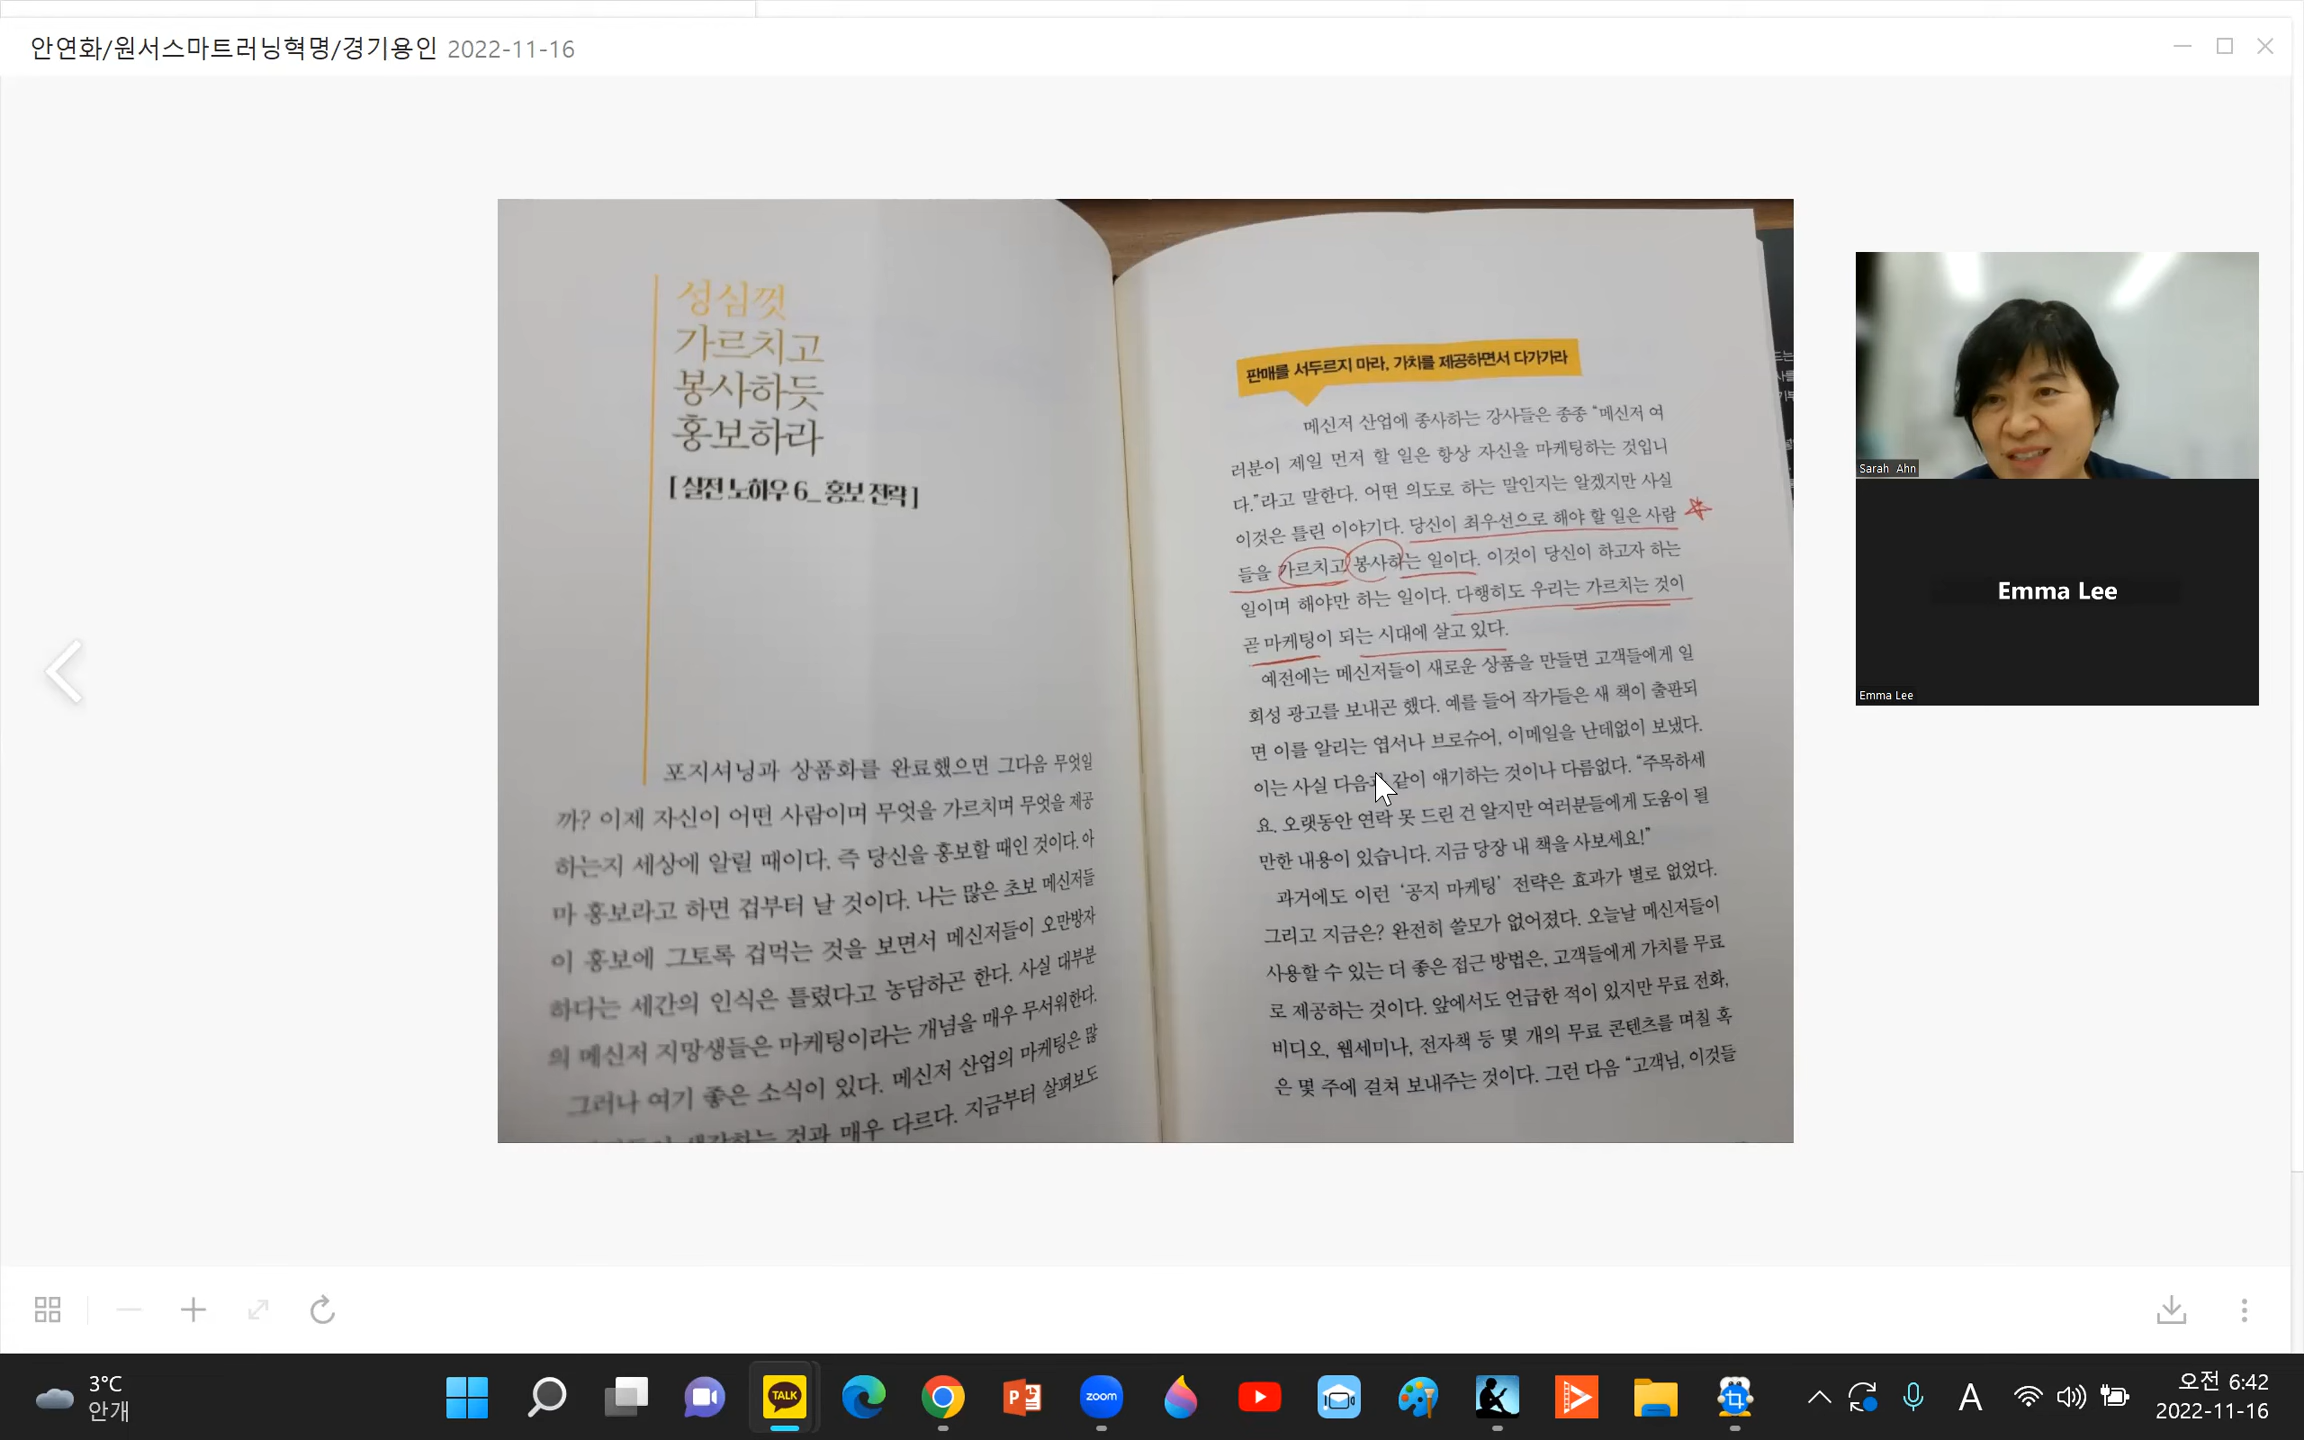 안연화/원서스마트러닝혁명/경기용인 2022-11-16
성심껏
가르치고
봉사하듯
홍보하라
[ 실전 노하우 6_ 홍보 전략 ]
포지셔닝과 상품화를 완료했으면 그다음 무엇일
까? 이제 자신이 어떤 사람이며 무엇을 가르치며 무엇을 제공
하는지 세상에 알릴 때이다. 즉 당신을 홍보할 때인 것이다. 아
마 홍보라고 하면 겁부터 날 것이다. 나는 많은 초보 메신저들
이 홍보에 그토록 겁먹는 것을 보면서 메신저들이 오만방자
하다는 세간의 인식은 틀렸다고 농담하곤 한다. 사실 대부분
의 메신저 지망생들은 마케팅이라는 개념을 매우 무서워한다.
그러나 여기 좋은 소식이 있다. 메신저 산업의 마케팅은 많
생각하는 것과 매우 다르다. 지금부터 살펴보도
판매를 서두르지 마라, 가치를 제공하면서 다가가라
메신저 산업에 종사하는 강사들은 종종 “메신저 여
러분이 제일 먼저 할 일은 항상 자신을 마케팅하는 것입니
다.”라고 말한다. 어떤 의도로 하는 말인지는 알겠지만 사실
이것은 틀린 이야기다. 당신이 최우선으로 해야 할 일은 사람
들을 가르치고 봉사하는 일이다. 이것이 당신이 하고자 하는
일이며 해야만 하는 일이다. 다행히도 우리는 가르치는 것이
곧 마케팅이 되는 시대에 살고 있다.
예전에는 메신저들이 새로운 상품을 만들면 고객들에게 일
회성 광고를 보내곤 했다. 예를 들어 작가들은 새 책이 출판되
면 이를 알리는 엽서나 브로슈어, 이메일을 난데없이 보냈다.
이는 사실 다음과 같이 얘기하는 것이나 다름없다. “주목하세
요. 오랫동안 연락 못 드린 건 알지만 여러분들에게 도움이 될
만한 내용이 있습니다. 지금 당장 내 책을 사보세요!”
과거에도 이런 ‘공지 마케팅’ 전략은 효과가 별로 없었다.
그리고 지금은? 완전히 쓸모가 없어졌다. 오늘날 메신저들이
사용할 수 있는 더 좋은 접근 방법은, 고객들에게 가치를 무료
로 제공하는 것이다. 앞에서도 언급한 적이 있지만 무료 전화,
비디오, 웹세미나, 전자책 등 몇 개의 무료 콘텐츠를 며칠 혹
은 몇 주에 걸쳐 보내주는 것이다. 그런 다음 “고객님, 이것들
Sarah Ahn
Emma Lee
Emma Lee
3°C
안개
TALK
zoom
A
오전 6:42
2022-11-16